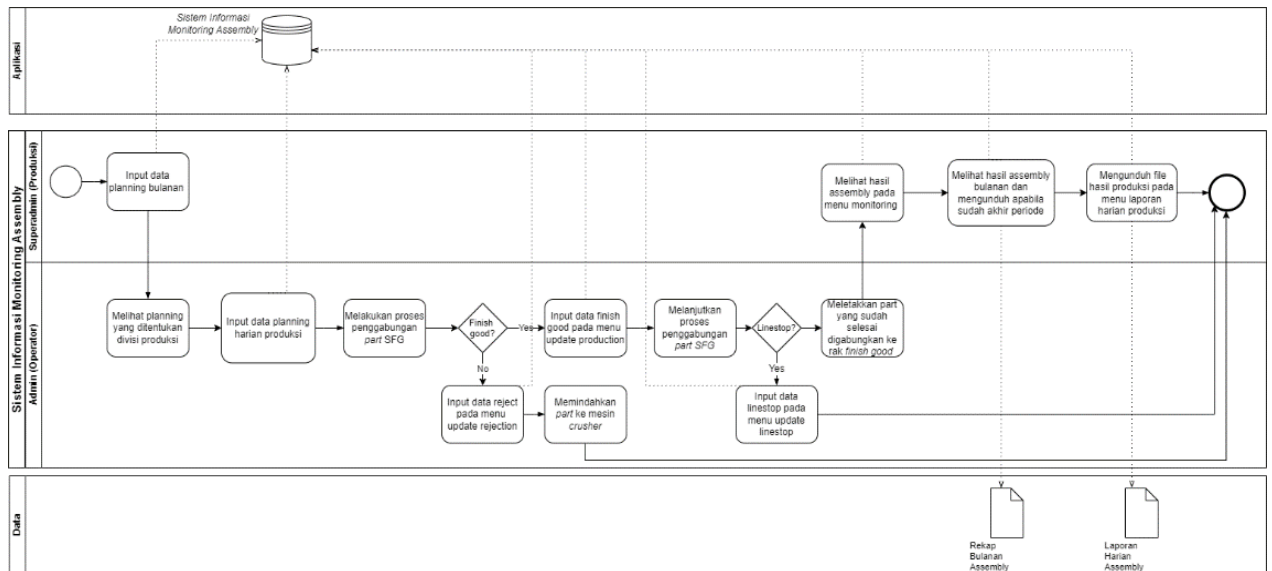 Sistem Informasi
Monitoring Assembly
Aplikasi
Sistem Informasi Monitoring Assembly
Superadmin (Produksi)
Input data
planning bulanan
Melihat hasil
assembly pada
menu monitoring
Melihat hasil assembly
bulanan dan
mengunduh apabila
sudah akhir periode
Mengunduh file
hasil produksi pada
menu laporan
harian produksi
Admin (Operator)
Melihat planning
yang ditentukan
divisi produksi
Input data planning
harian produksi
Melakukan proses
penggabungan
part SFG
Finish
good?
Yes
Input data finish
good pada menu
update production
Melanjutkan
proses
penggabungan
part SFG
Linestop?
Meletakkan part
yang sudah
selesai
digabungkan ke
rak finish good
No
Yes
Input data reject
pada menu
update rejection
Memindahkan
part ke mesin
crusher
Input data
linestop pada
menu update
linestop
Data
Rekap
Bulanan
Assembly
Laporan
Harian
Assembly